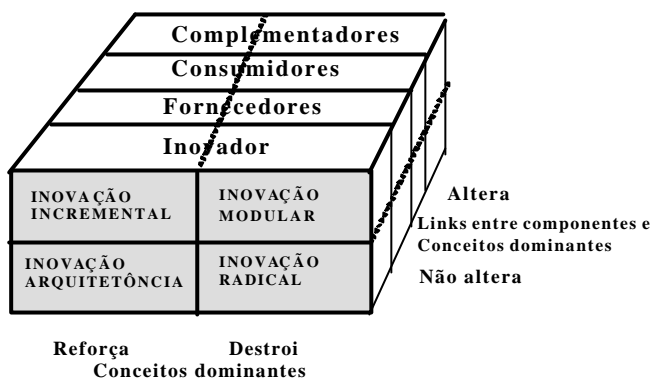 Complementadores
Consumidores
Fornecedores
Inovador
INOVAÇÃO
INCREMENTAL
INOVAÇÃO
MODULAR
INOVAÇÃO
ARQUITETÔNCIA
INOVAÇÃO
RADICAL
Altera
Links entre componentes e
Conceitos dominantes
Não altera
Reforça Destroi
Conceitos dominantes